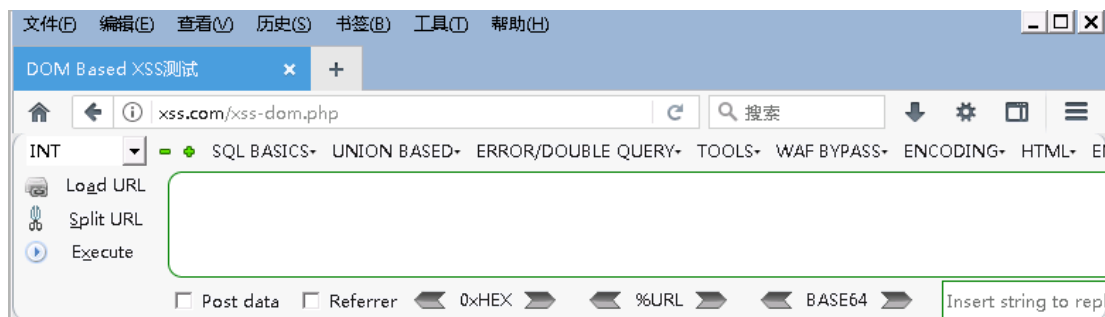 文件(F) 编辑(E) 查看(V) 历史(S) 书签(B) 工具(T) 帮助(H)
DOM Based XSS测试 × +
xss.com/xss-dom.php 搜索
INT SQL BASICS UNION BASED ERROR/DOUBLE QUERY TOOLS WAF BYPASS ENCODING HTML
Load URL
Split URL
Execute
Post data Referrer 0xHEX %URL BASE64 Insert string to repl